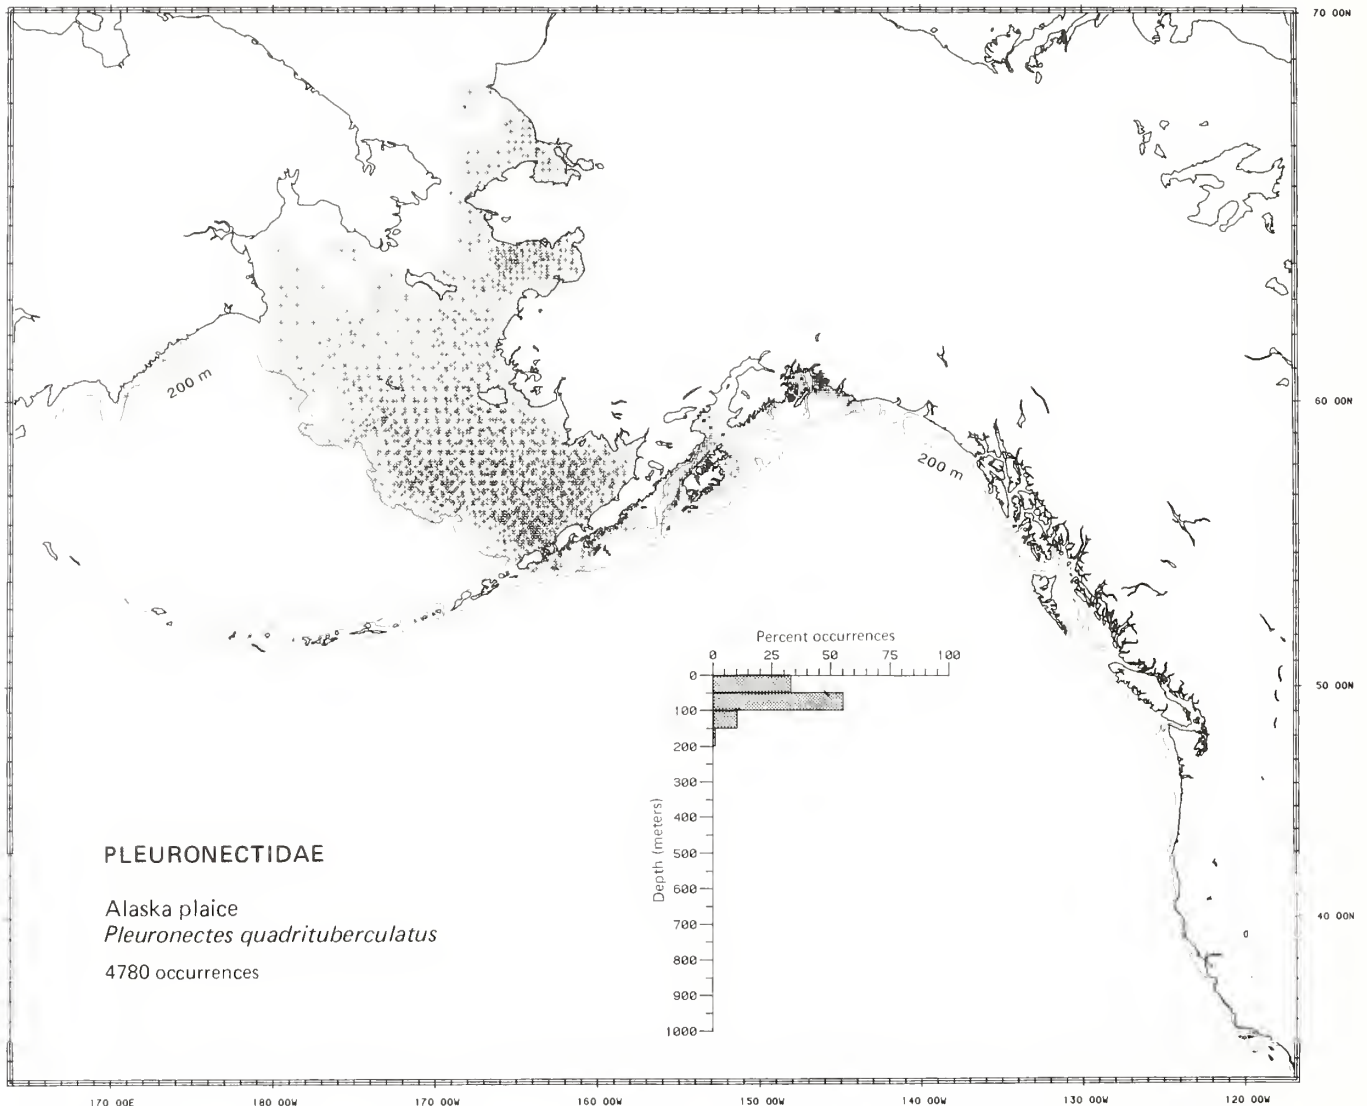 70 00N
200 m
60 00N
200 m
Percent occurrences
0 25 50 75 100
0
50 00N
100
200
300
400
500
600
700
800
900
1000
Depth (meters)
PLEURONECTIDAE
Alaska plaice
Pleuronectes quadrituberculatus
4780 occurrences
40 00N
170 00E 180 00W 170 00W 160 00W 150 00W 140 00W 130 00W 120 00W